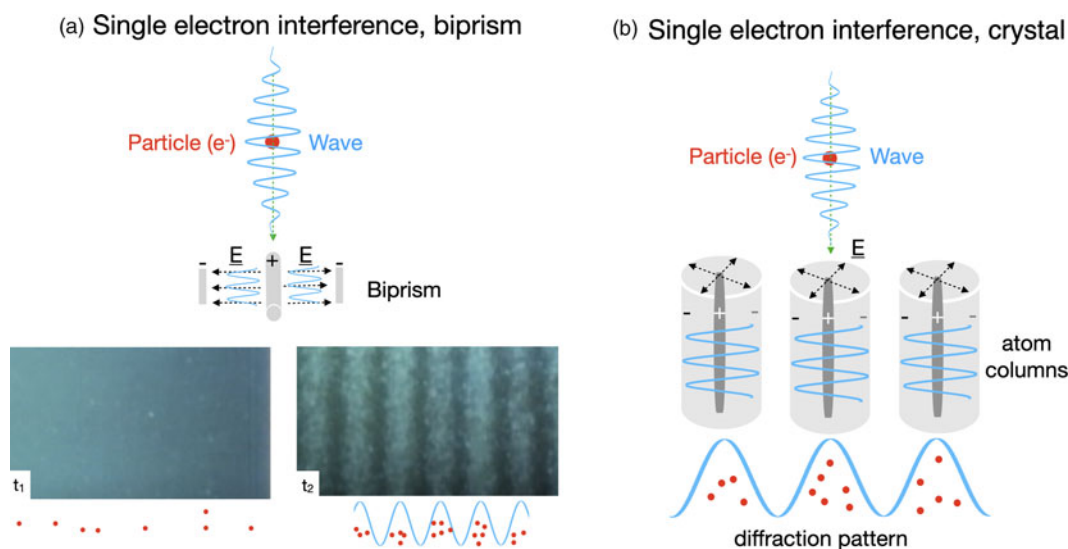 (a) Single electron interference, biprism
Particle (e⁻) Wave
E E
- + -
Biprism
t₁
t₂
(b) Single electron interference, crystal
Particle (e⁻) Wave
E
- + - - + - - + -
atom
columns
diffraction pattern